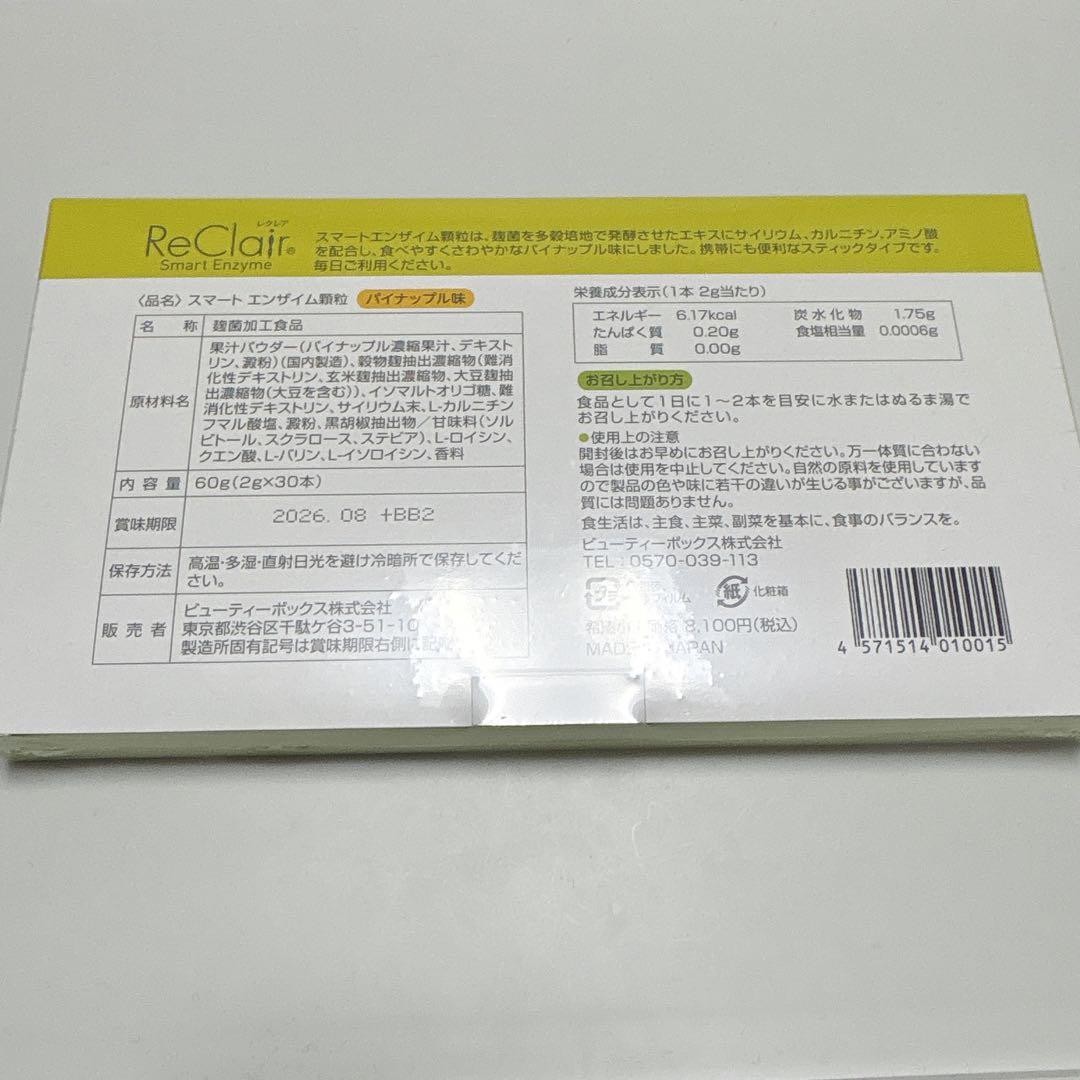 レクレア
ReClair®
Smart Enzyme
スマートエンザイム顆粒は、麹菌を多穀培地で発酵させたエキスにサイリウム、カルニチン、アミノ酸
を配合し、食べやすくさわやかなパイナップル味にしました。携帯にも便利なスティックタイプです。
毎日ご利用ください。
〈品名〉スマート エンザイム顆粒 パイナップル味
名 称 麹菌加工食品
原材料名
果汁パウダー(パイナップル濃縮果汁、デキスト
リン、澱粉)(国内製造)、穀物麹抽出濃縮物(難消
化性デキストリン、玄米麹抽出濃縮物、大豆麹抽
出濃縮物(大豆を含む))、イソマルトオリゴ糖、難
消化性デキストリン、サイリウム末、L-カルニチン
フマル酸塩、澱粉、黒胡椒抽出物/甘味料(ソル
ビトール、スクラロース、ステビア)、L-ロイシン、
クエン酸、L-バリン、L-イソロイシン、香料
内容量 60g(2g×30本)
賞味期限 2026. 08 +BB2
保存方法 高温・多湿・直射日光を避け冷暗所で保存してくだ
さい。
販売者
ビューティーボックス株式会社
東京都渋谷区千駄ケ谷3-51-10
製造所固有記号は賞味期限右側に記
栄養成分表示(1本 2g当たり)
エネルギー 6.17kcal 炭水化物 1.75g
たんぱく質 0.20g 食塩相当量 0.0006g
脂 質 0.00g
お召し上がり方
食品として1日に1~2本を目安に水またはぬるま湯で
お召し上がりください。
●使用上の注意
開封後はお早めにお召し上がりください。万一体質に合わない
場合は使用を中止してください。自然の原料を使用しています
ので製品の色や味に若干の違いが生じる事がございますが、品
質には問題ありません。
食生活は、主食、主菜、副菜を基本に、食事のバランスを。
ビューティーボックス株式会社
TEL:0570-039-113
プラ フィルム 紙 化粧箱
8,100円(税込)
JAPAN
4 571514 010015